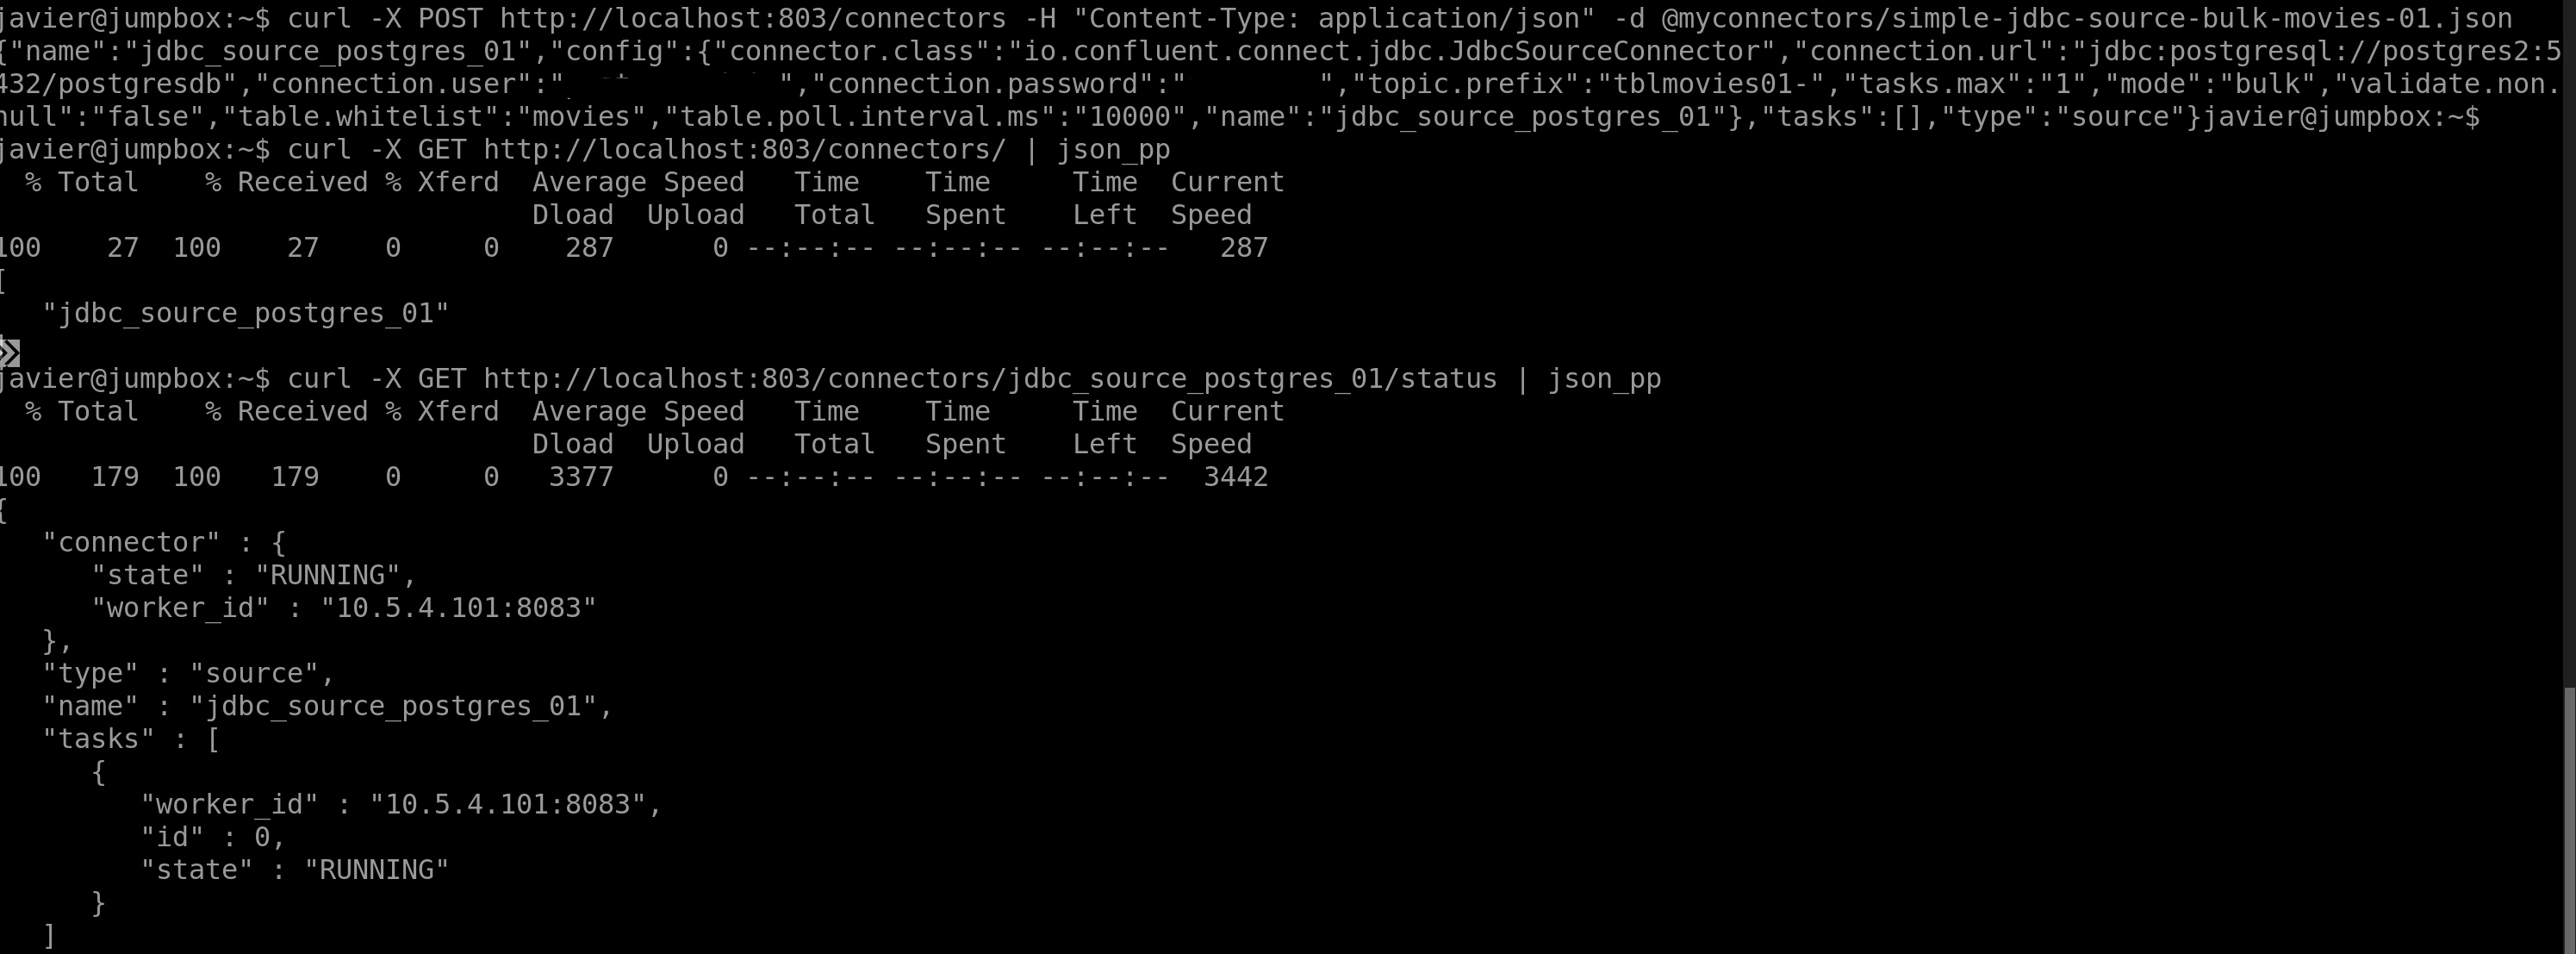 javier@jumpbox:~$ curl -X POST http://localhost:803/connectors -H "Content-Type: application/json" -d @myconnectors/simple-jdbc-source-bulk-movies-01.json
{"name":"jdbc_source_postgres_01","config":{"connector.class":"io.confluent.connect.jdbc.JdbcSourceConnector","connection.url":"jdbc:postgresql://postgres2:5
432/postgresdb","connection.user":" ","connection.password":" ","topic.prefix":"tblmovies01-","tasks.max":"1","mode":"bulk","validate.non.
null":"false","table.whitelist":"movies","table.poll.interval.ms":"10000","name":"jdbc_source_postgres_01"},"tasks":[],"type":"source"}javier@jumpbox:~$
javier@jumpbox:~$ curl -X GET http://localhost:803/connectors/ | json_pp
  % Total    % Received % Xferd  Average Speed   Time    Time     Time  Current
                                 Dload  Upload   Total   Spent    Left  Speed
100    27  100    27    0     0    287      0 --:--:-- --:--:-- --:--:--   287
[
   "jdbc_source_postgres_01"
javier@jumpbox:~$ curl -X GET http://localhost:803/connectors/jdbc_source_postgres_01/status | json_pp
  % Total    % Received % Xferd  Average Speed   Time    Time     Time  Current
                                 Dload  Upload   Total   Spent    Left  Speed
100   179  100   179    0     0   3377      0 --:--:-- --:--:-- --:--:--  3442
{
   "connector" : {
      "state" : "RUNNING",
      "worker_id" : "10.5.4.101:8083"
   },
   "type" : "source",
   "name" : "jdbc_source_postgres_01",
   "tasks" : [
      {
         "worker_id" : "10.5.4.101:8083",
         "id" : 0,
         "state" : "RUNNING"
      }
   ]